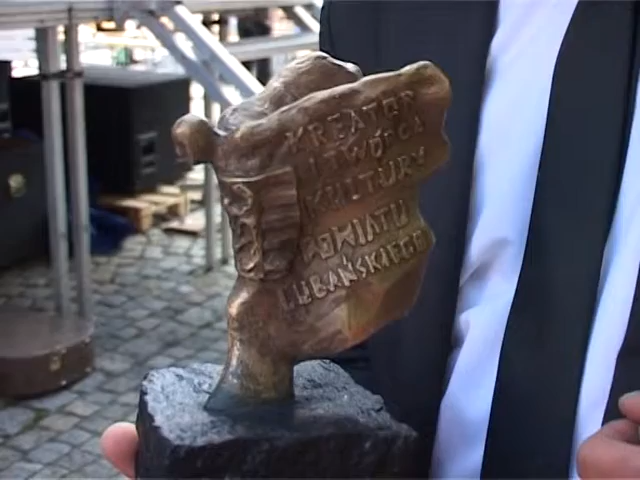 KREATOR
I TWÓRCA
KULTURY
POWIATU
LUBAŃSKIEGO